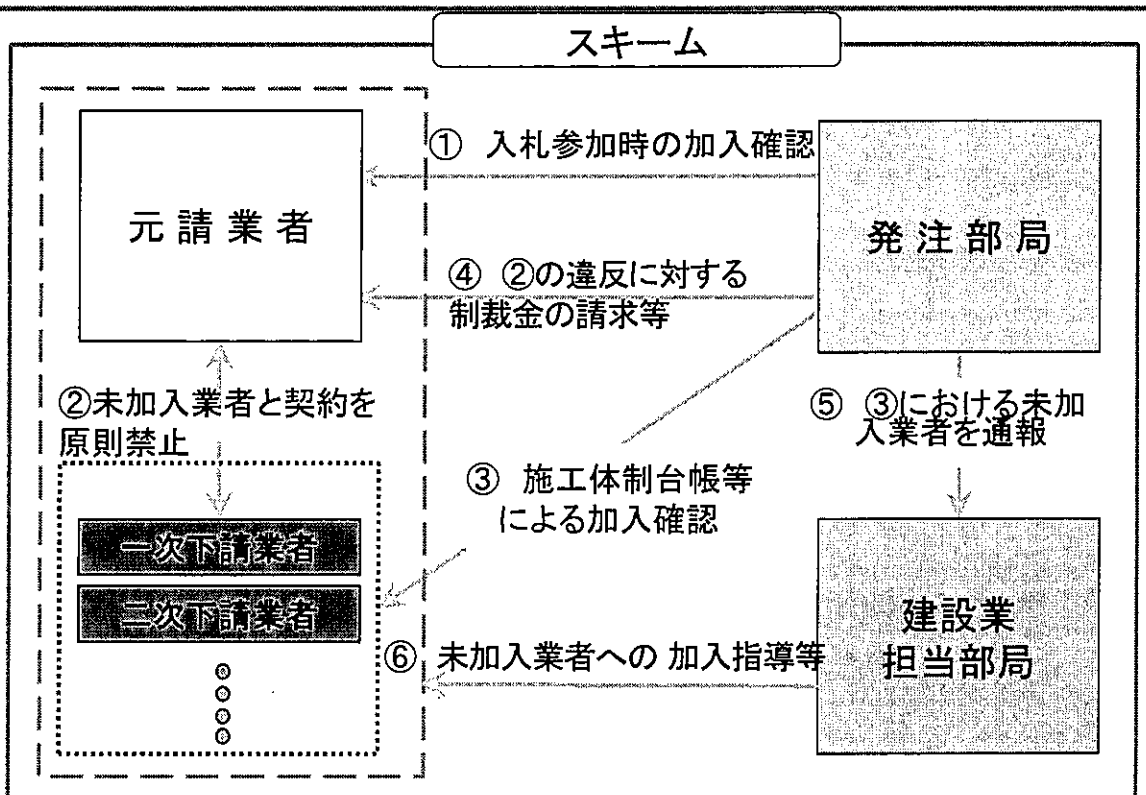 スキーム
① 入札参加時の加入確認
元請業者
発注部局
④ ②の違反に対する
制裁金の請求等
②未加入業者と契約を
原則禁止
⑤ ③における未加
入業者を通報
③ 施工体制台帳等
による加入確認
一次下請業者
二次下請業者
建設業
担当部局
⑥ 未加入業者への 加入指導等